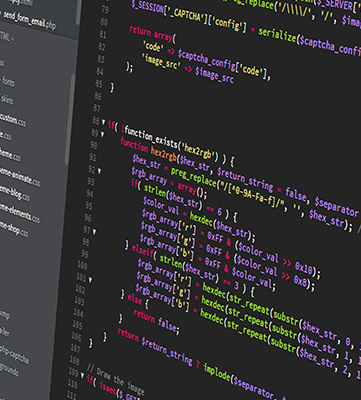 send_form_email.php
HTML
fonts
skins
custom.css
theme.css
theme-animate.css
theme-blog.css
theme-elements.css
theme-shop.css
php-captcha
79
80
81
82
83
84
85
86
87
88
89
90
91
92
93
94
95
96
97
98
99
100
101
102
103
104
105
106
107
108
109
110
$_SESSION['_CAPTCHA']['config'] = serialize($captcha_config
return array(
'code' => $captcha_config['code'],
'image_src' => $image_src
);
}
if( !function_exists('hex2rgb') ) {
function hex2rgb($hex_str, $return_string = false, $separator
$hex_str = preg_replace("/[^0-9A-Fa-f]/", '', $hex_str); //
$rgb_array = array();
if( strlen($hex_str) == 6 ) {
$color_val = hexdec($hex_str);
$rgb_array['r'] = 0xFF & ($color_val >> 0x10);
$rgb_array['g'] = 0xFF & ($color_val >> 0x8);
$rgb_array['b'] = 0xFF & $color_val;
} elseif( strlen($hex_str) == 3 ) {
$rgb_array['r'] = hexdec(str_repeat(substr($hex_str, 0,
$rgb_array['g'] = hexdec(str_repeat(substr($hex_str, 1,
$rgb_array['b'] = hexdec(str_repeat(substr($hex_str, 2,
} else {
return false;
}
return $return_string ? implode($separator,
}
}
// Draw the image
if( isset($_GET